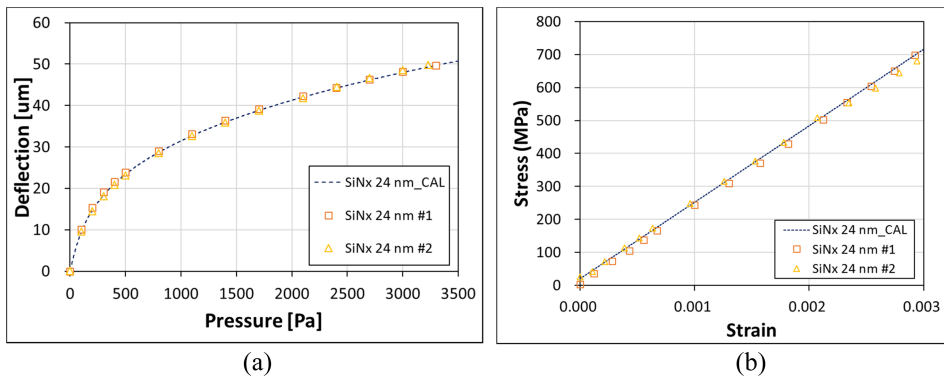 60
50
40
30
20
10
0
0 500 1000 1500 2000 2500 3000 3500
Deflection [um]
Pressure [Pa]
SiNx 24 nm_CAL
SiNx 24 nm #1
SiNx 24 nm #2
(a)
800
700
600
500
400
300
200
100
0
0.000 0.001 0.002 0.003
Stress (MPa)
Strain
SiNx 24 nm_CAL
SiNx 24 nm #1
SiNx 24 nm #2
(b)